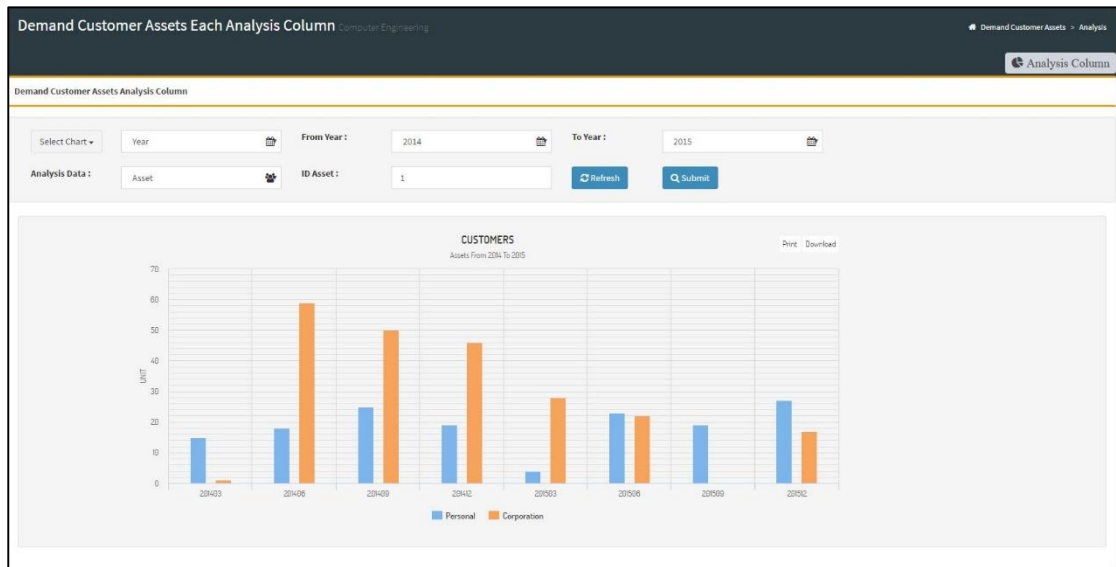 Demand Customer Assets Each Analysis Column Computer Engineering
Demand Customer Assets > Analysis
Analysis Column
Demand Customer Assets Analysis Column
Select Chart Year From Year : 2014 To Year : 2015
Analysis Data : Asset ID Asset : 1 Refresh Submit
CUSTOMERS
Print Download
Assets From 2014 To 2015
70
60
50
40
30
20
10
0
UNIT
201403 201406 201409 201412 201503 201506 201509 201512
Personal Corporation